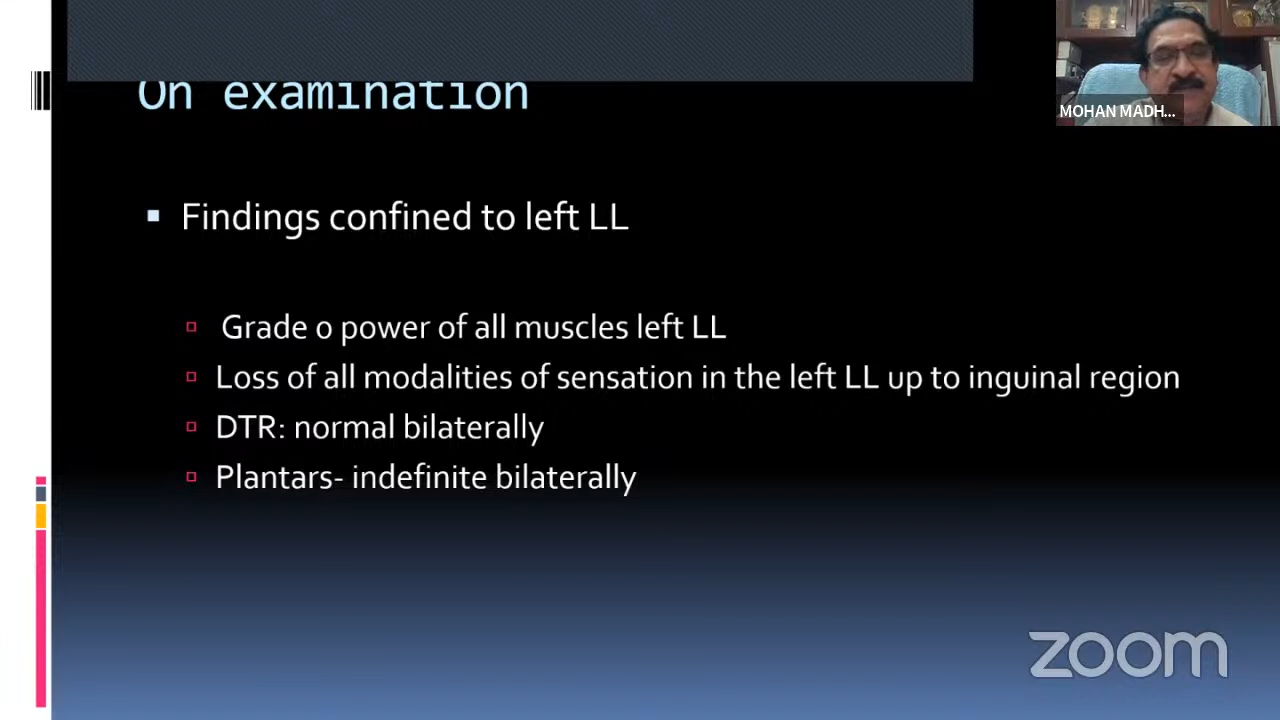 On examination
MOHAN MADH...
Findings confined to left LL
Grade 0 power of all muscles left LL
Loss of all modalities of sensation in the left LL up to inguinal region
DTR: normal bilaterally
Plantars- indefinite bilaterally
zoom